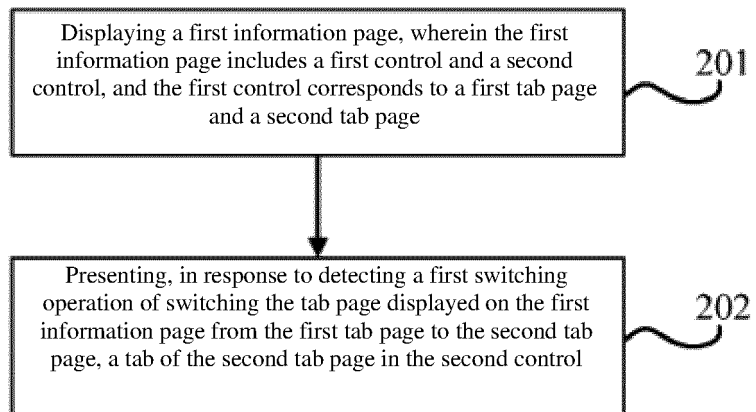 Displaying a first information page, wherein the first
information page includes a first control and a second
control, and the first control corresponds to a first tab page
and a second tab page
201
Presenting, in response to detecting a first switching
operation of switching the tab page displayed on the first
information page from the first tab page to the second tab
page, a tab of the second tab page in the second control
202